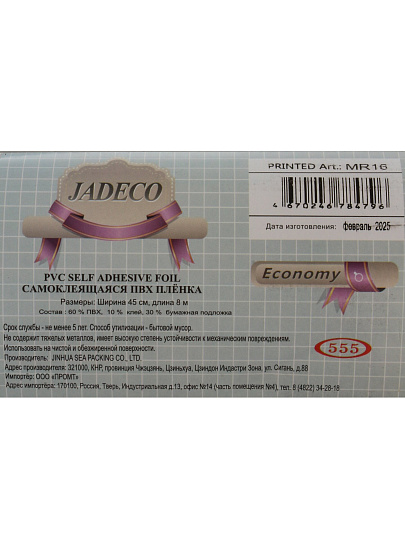 JADECO
PRINTED Art.: MR16
4 670246 784796
Дата изготовления: февраль 2025
PVC SELF ADHESIVE FOIL
САМОКЛЕЯЩАЯСЯ ПВХ ПЛЁНКА
Размеры: Ширина 45 см, длина 8 м
Состав : 60 % ПВХ, 10 % клей, 30 % бумажная подложка
Economy
Срок службы - не менее 5 лет. Способ утилизации - бытовой мусор.
Не содержит тяжелых металлов, имеет высокую степень устойчивости к механическим повреждениям.
Использовать на чистой и обезжиренной поверхности.
Производитель: JINHUA SEA PACKING CO., LTD.
Адрес производителя: 321000, КНР, провинция Чжэцзянь, Цзиньхуа, Цзиндон Индастри Зона, ул. Сигань, д.88
Импортёр: ООО «ПРОМТ»
Адрес импортёра: 170100, Россия, Тверь, Индустриальная д.13, офис №14 (часть помещения №4), тел. 8 (4822) 34-28-18
555